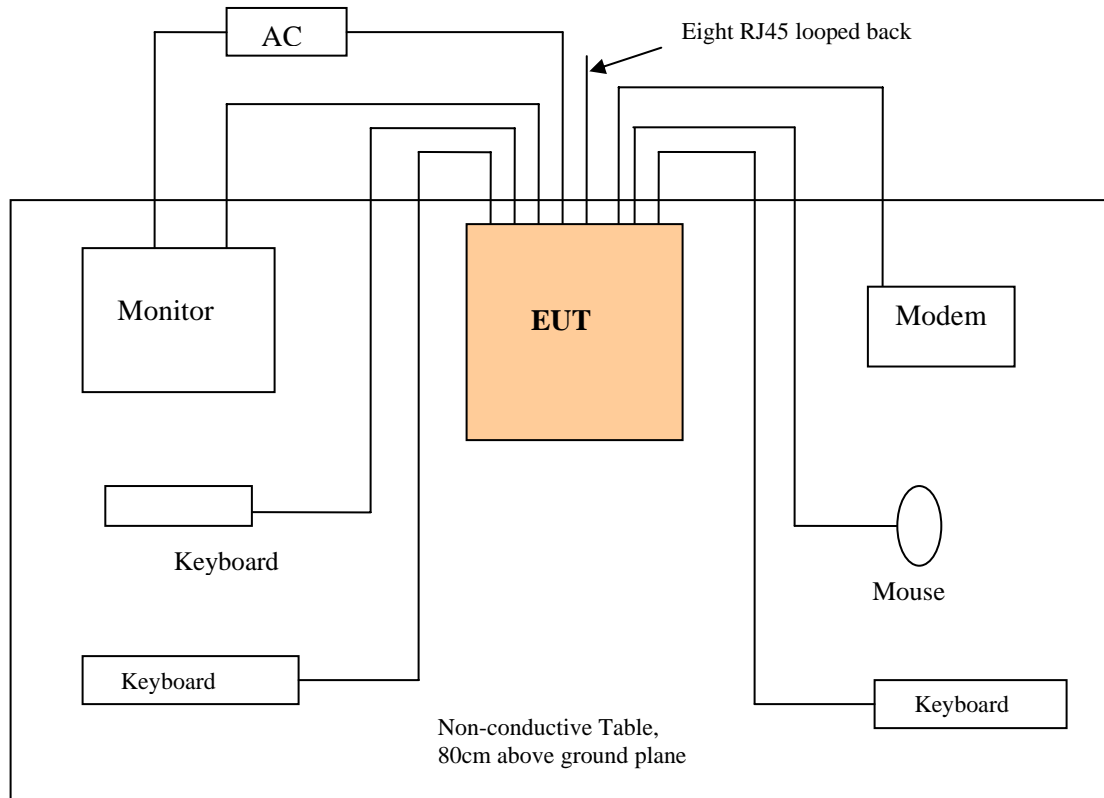 AC
Eight RJ45 looped back
Monitor
EUT
Modem
Keyboard
Mouse
Keyboard
Keyboard
Non-conductive Table,
80cm above ground plane